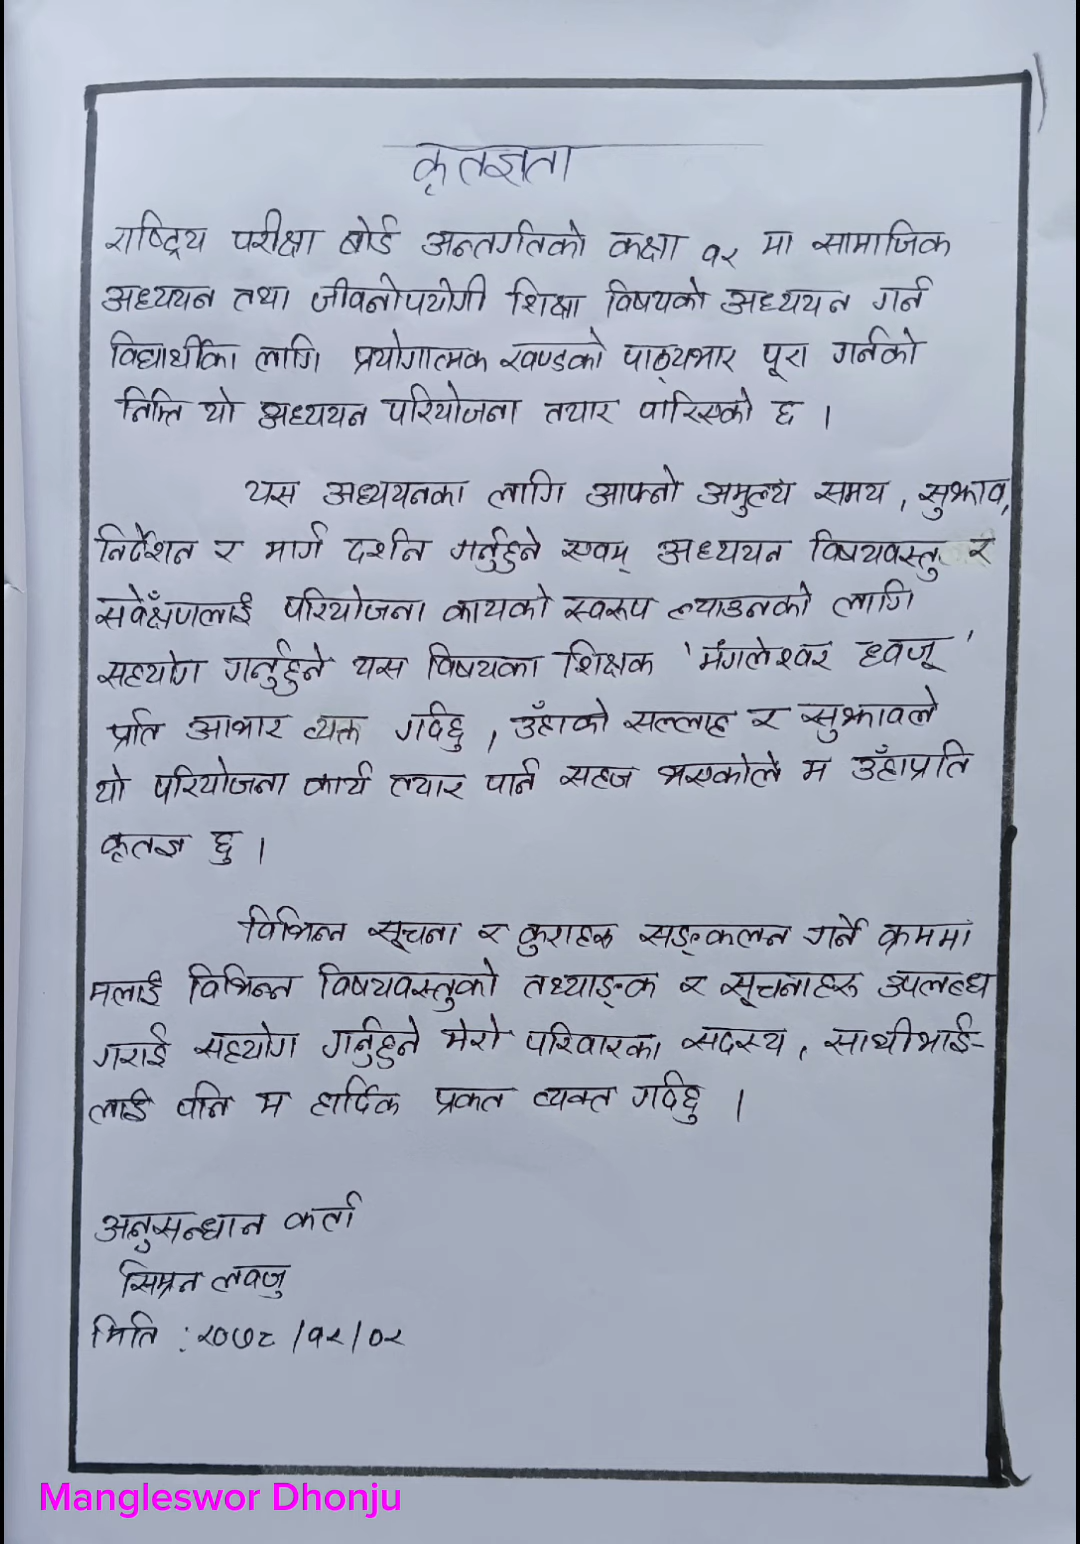 कृतज्ञता
राष्ट्रिय परीक्षा बोर्ड अन्तर्गतको कक्षा १२ मा सामाजिक
अध्ययन तथा जीवनोपयोगी शिक्षा विषयको अध्ययन गर्न
विद्यार्थीका लागि प्रयोगात्मक खण्डको पाठ्यभार पूरा गर्नको
निम्ति यो अध्ययन परियोजना तयार पारिएको छ ।
यस अध्ययनका लागि आफ्नो अमुल्य समय, सुझाव,
निर्देशन र मार्ग दर्शन गर्नुहुने एवम् अध्ययन विषयवस्तु र
सर्वेक्षणलाई परियोजना कार्यको स्वरूप ल्याउनको लागि
सहयोग गर्नुहुने यस विषयका शिक्षक 'मंगलेश्वर ध्वजू'
प्रति आभार व्यक्त गर्दछु, उँहाको सल्लाह र सुझावले
यो परियोजना कार्य तयार पार्न सहज भएकोले म उँहाप्रति
कृतज्ञ छु ।
विभिन्न सूचना र कुराहरू सङ्कलन गर्ने क्रममा
मलाई विभिन्न विषयवस्तुको तथ्याङ्क र सूचनाहरू उपलब्ध
गराई सहयोग गर्नुहुने मेरो परिवारका सदस्य, साथीभाई-
लाई पनि म हार्दिक प्रकत व्यक्त गर्दछु ।
अनुसन्धान कर्ता
सिम्रन लवजु
मिति : २०७८/१२/०२
Mangleswor Dhonju